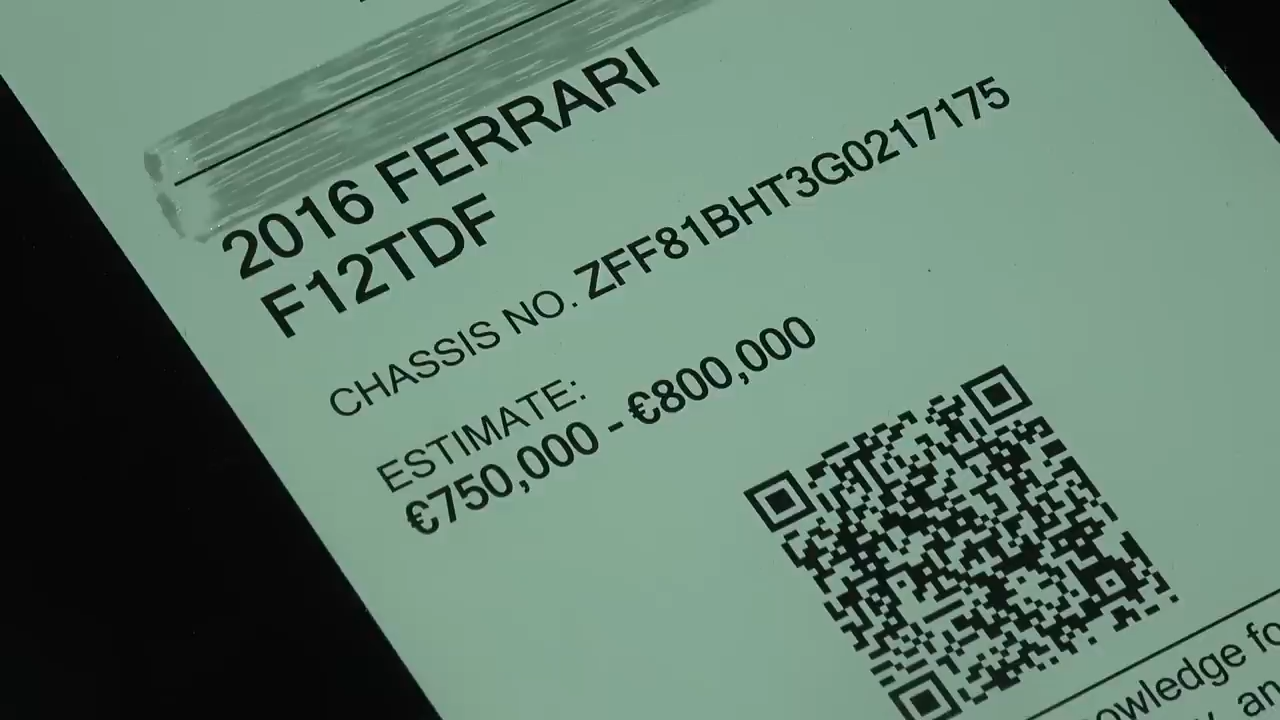 2016 FERRARI
F12TDF
CHASSIS NO. ZFF81BHT3G0217175
ESTIMATE:
€750,000 - €800,000